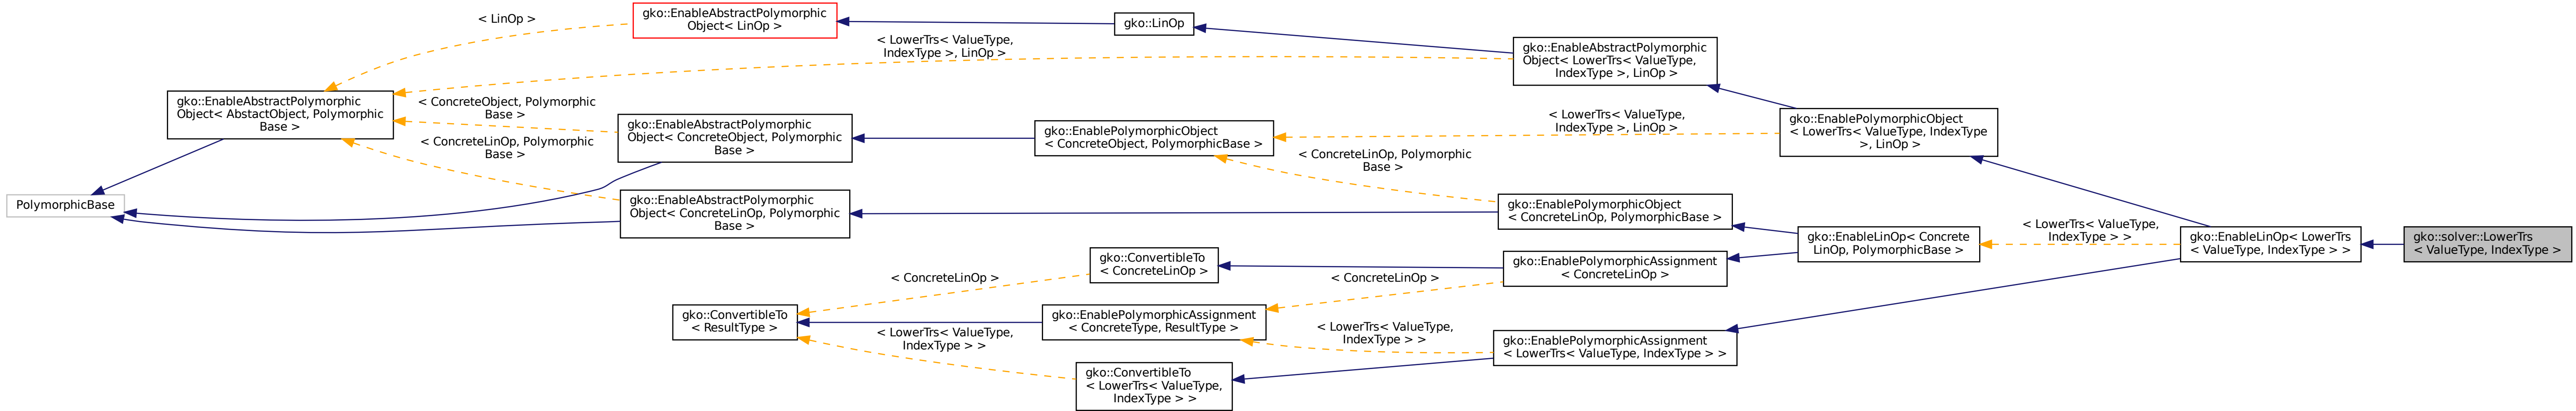 gko::EnableAbstractPolymorphic
Object< LinOp >
< LinOp >
gko::LinOp
< LowerTrs< ValueType,
IndexType >, LinOp >
gko::EnableAbstractPolymorphic
Object< LowerTrs< ValueType,
IndexType >, LinOp >
gko::EnableAbstractPolymorphic
Object< AbstactObject, Polymorphic
Base >
< ConcreteObject, Polymorphic
Base >
gko::EnableAbstractPolymorphic
Object< ConcreteObject, Polymorphic
Base >
gko::EnablePolymorphicObject
< ConcreteObject, PolymorphicBase >
< LowerTrs< ValueType,
IndexType >, LinOp >
gko::EnablePolymorphicObject
< LowerTrs< ValueType, IndexType
>, LinOp >
< ConcreteLinOp, Polymorphic
Base >
< ConcreteLinOp, Polymorphic
Base >
PolymorphicBase
gko::EnableAbstractPolymorphic
Object< ConcreteLinOp, Polymorphic
Base >
gko::EnablePolymorphicObject
< ConcreteLinOp, PolymorphicBase >
gko::EnableLinOp< Concrete
LinOp, PolymorphicBase >
< LowerTrs< ValueType,
IndexType > >
gko::EnableLinOp< LowerTrs
< ValueType, IndexType > >
gko::solver::LowerTrs
< ValueType, IndexType >
gko::ConvertibleTo
< ConcreteLinOp >
gko::EnablePolymorphicAssignment
< ConcreteLinOp >
< ConcreteLinOp >
< ConcreteLinOp >
gko::ConvertibleTo
< ResultType >
gko::EnablePolymorphicAssignment
< ConcreteType, ResultType >
< LowerTrs< ValueType,
IndexType > >
< LowerTrs< ValueType,
IndexType > >
gko::EnablePolymorphicAssignment
< LowerTrs< ValueType, IndexType > >
gko::ConvertibleTo
< LowerTrs< ValueType,
IndexType > >